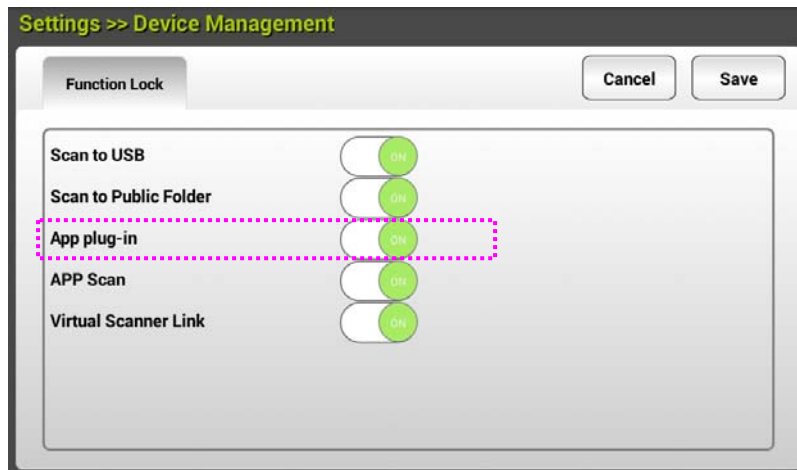 Settings >> Device Management
Function Lock
Cancel
Save
Scan to USB
ON
Scan to Public Folder
ON
App plug-in
ON
APP Scan
ON
Virtual Scanner Link
ON